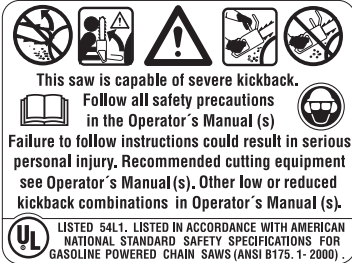 This saw is capable of severe kickback.
Follow all safety precautions
in the Operator´s Manual (s)
Failure to follow instructions could result in serious
personal injury. Recommended cutting equipment
see Operator´s Manual (s). Other low or reduced
kickback combinations in Operator´s Manual (s).
UL
LISTED 54L1. LISTED IN ACCORDANCE WITH AMERICAN
NATIONAL STANDARD SAFETY SPECIFICATIONS FOR
GASOLINE POWERED CHAIN SAWS (ANSI B175. 1- 2000) .